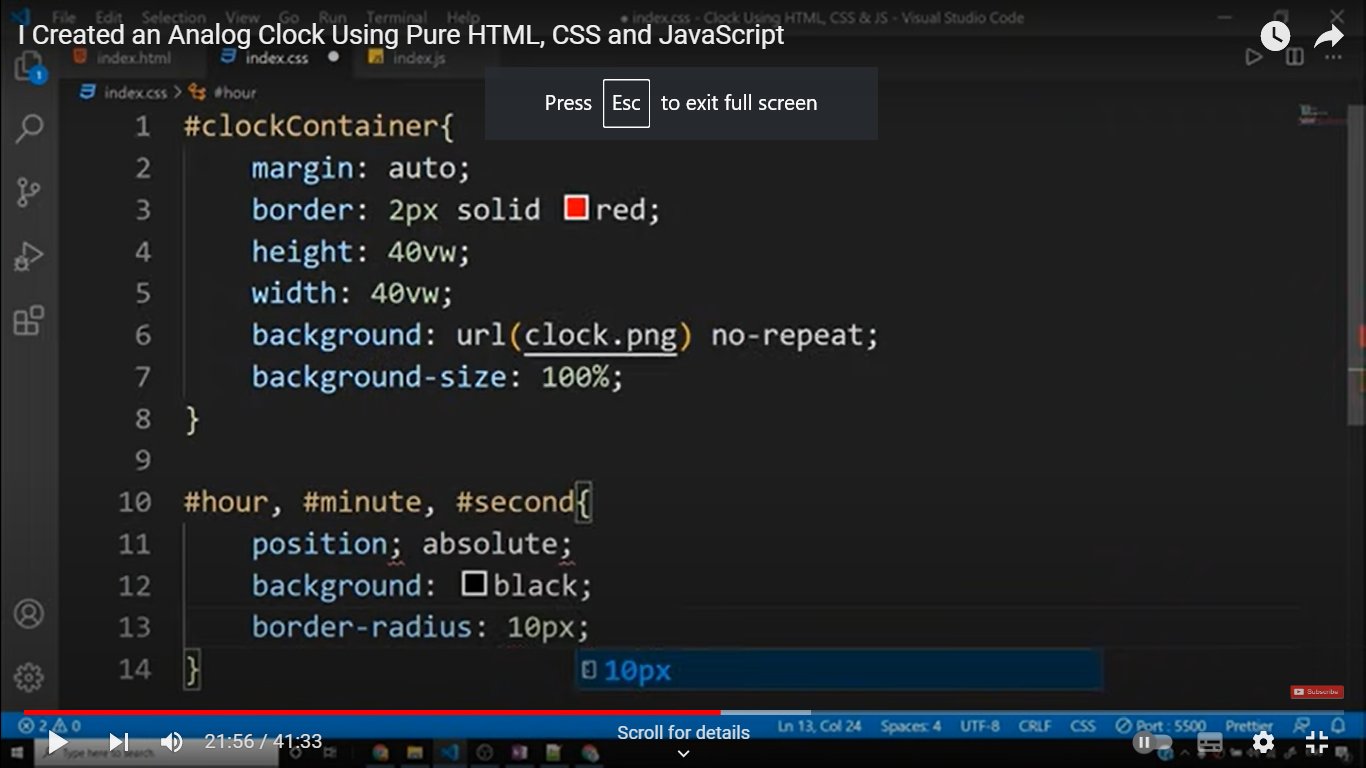 File Edit Selection View Go Run Terminal Help
● index.css - Clock Using HTML, CSS & JS - Visual Studio Code
I Created an Analog Clock Using Pure HTML, CSS and JavaScript
index.html
index.css
index.js
1
index.css > #hour
Press Esc to exit full screen
1 #clockContainer{
2 margin: auto;
3 border: 2px solid red;
4 height: 40vw;
5 width: 40vw;
6 background: url(clock.png) no-repeat;
7 background-size: 100%;
8 }
9
10 #hour, #minute, #second{
11 position; absolute;
12 background: black;
13 border-radius: 10px;
14 }
10px
Subscribe
2 0
Ln 13, Col 24 Spaces: 4 UTF-8 CRLF CSS Port : 5500 Prettier
Scroll for details
21:56 / 41:33
Type here to search